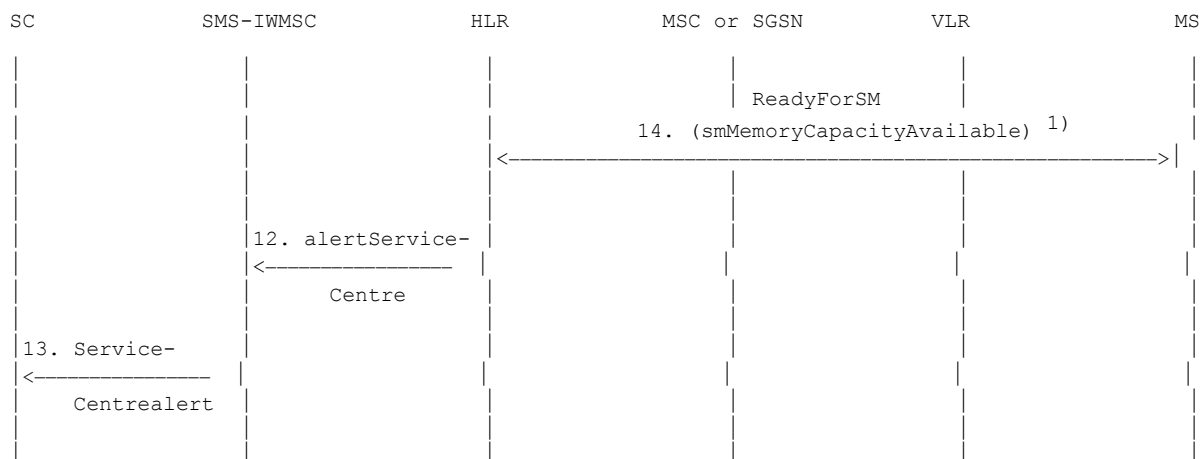 SC SMS-IWMSC HLR MSC or SGSN VLR MS
ReadyForSM
14. (smMemoryCapacityAvailable) 1)
12. alertService-
Centre
13. Service-
Centrealert